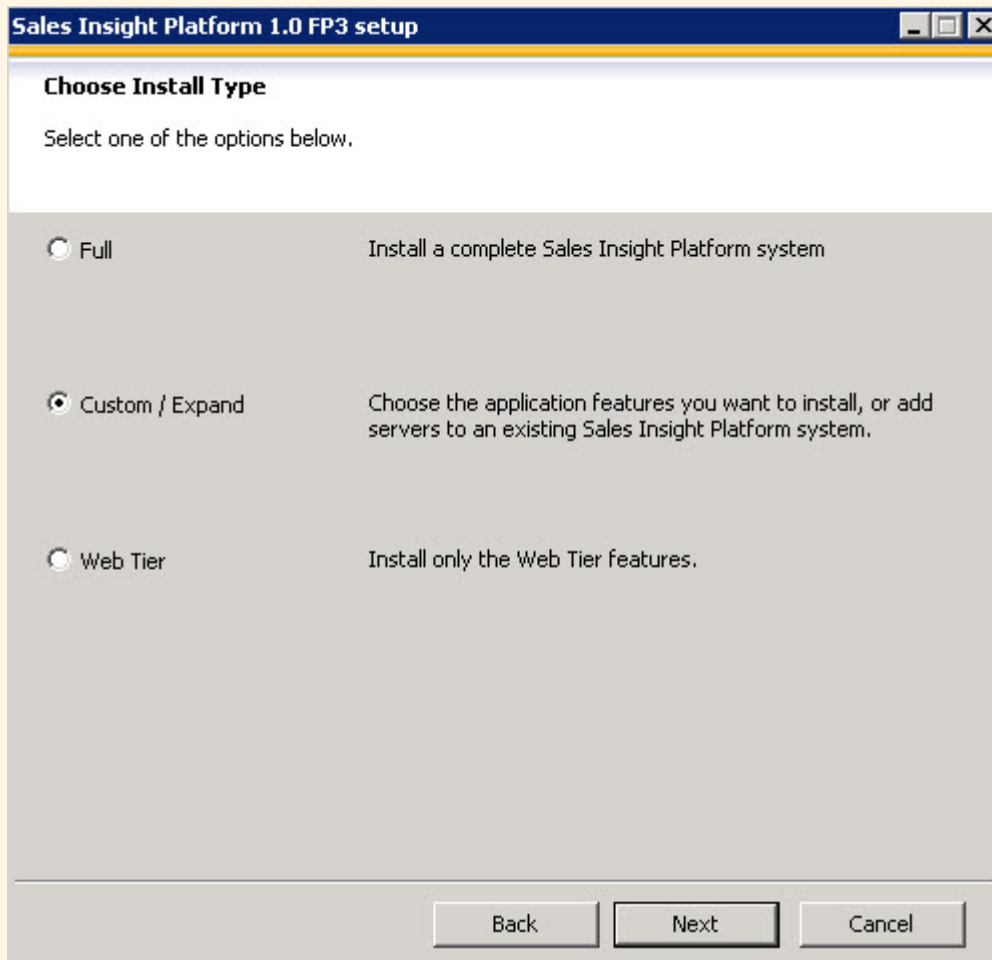 Sales Insight Platform 1.0 FP3 setup
Choose Install Type
Select one of the options below.
Full
Install a complete Sales Insight Platform system
Custom / Expand
Choose the application features you want to install, or add
servers to an existing Sales Insight Platform system.
Web Tier
Install only the Web Tier features.
Back
Next
Cancel